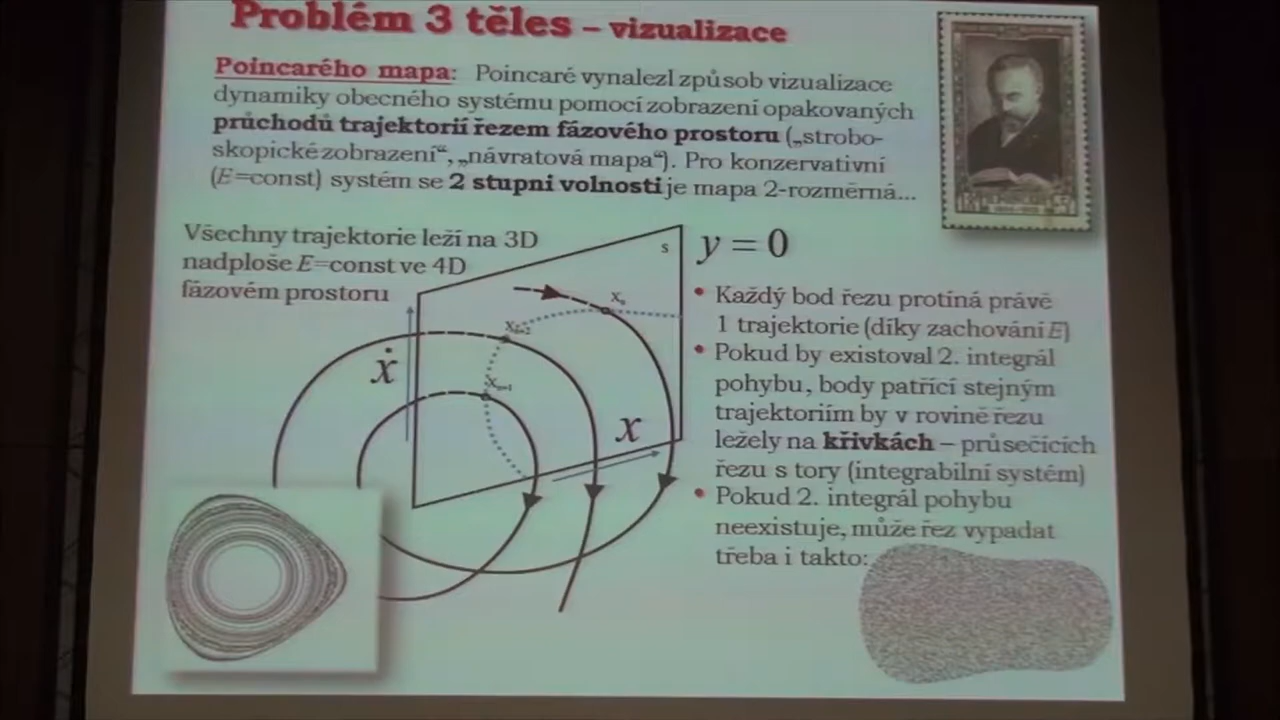 Problém 3 těles – vizualizace
Poincarého mapa: Poincaré vynalezl způsob vizualizace
dynamiky obecného systému pomocí zobrazení opakovaných
průchodů trajektorií řezem fázového prostoru („strobo-
skopické zobrazení“, „návratová mapa“). Pro konzervativní
(E=const) systém se 2 stupni volnosti je mapa 2-rozměrná...
Všechny trajektorie leží na 3D
nadploše E=const ve 4D
fázovém prostoru
s
y = 0
ẋ
x
• Každý bod řezu protíná právě
1 trajektorie (díky zachování E)
• Pokud by existoval 2. integrál
pohybu, body patřící stejným
trajektoriím by v rovině řezu
ležely na křivkách – průsečících
řezu s tory (integrabilní systém)
• Pokud 2. integrál pohybu
neexistuje, může řez vypadat
třeba i takto: